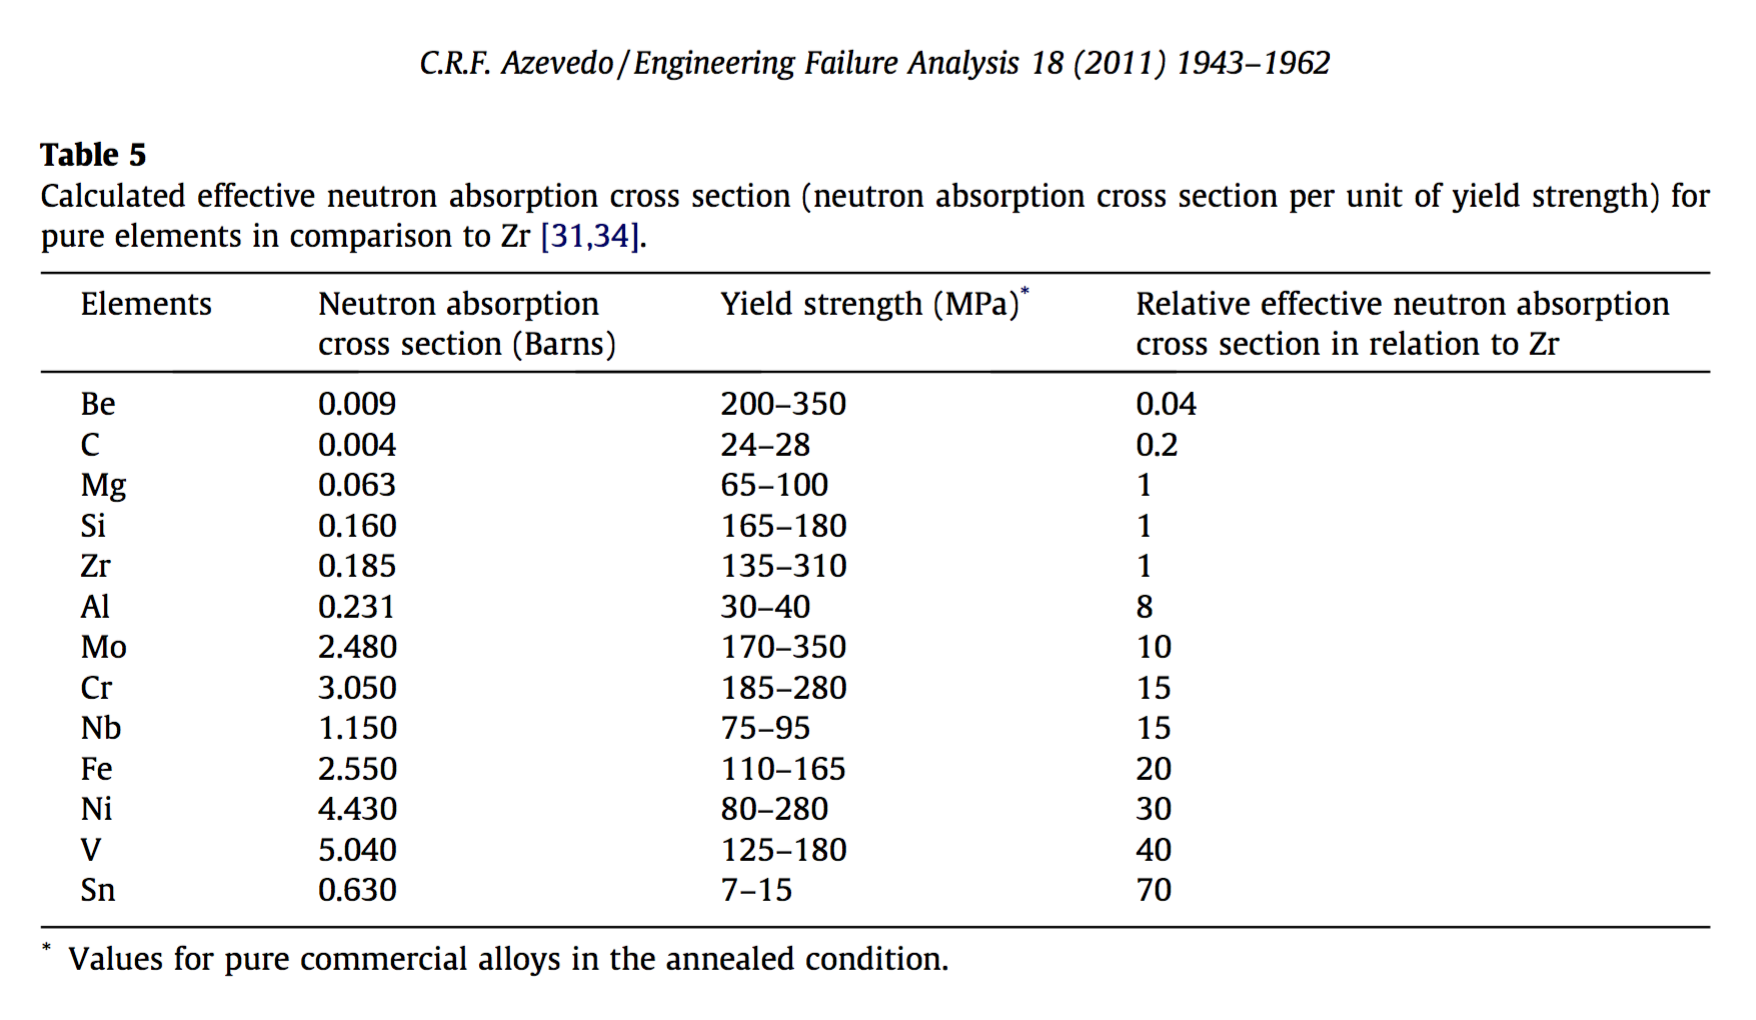 C.R.F. Azevedo / Engineering Failure Analysis 18 (2011) 1943–1962
Table 5
Calculated effective neutron absorption cross section (neutron absorption cross section per unit of yield strength) for
pure elements in comparison to Zr [31,34].
Elements Neutron absorption cross section (Barns) Yield strength (MPa)* Relative effective neutron absorption cross section in relation to Zr
Be 0.009 200–350 0.04
C 0.004 24–28 0.2
Mg 0.063 65–100 1
Si 0.160 165–180 1
Zr 0.185 135–310 1
Al 0.231 30–40 8
Mo 2.480 170–350 10
Cr 3.050 185–280 15
Nb 1.150 75–95 15
Fe 2.550 110–165 20
Ni 4.430 80–280 30
V 5.040 125–180 40
Sn 0.630 7–15 70
* Values for pure commercial alloys in the annealed condition.